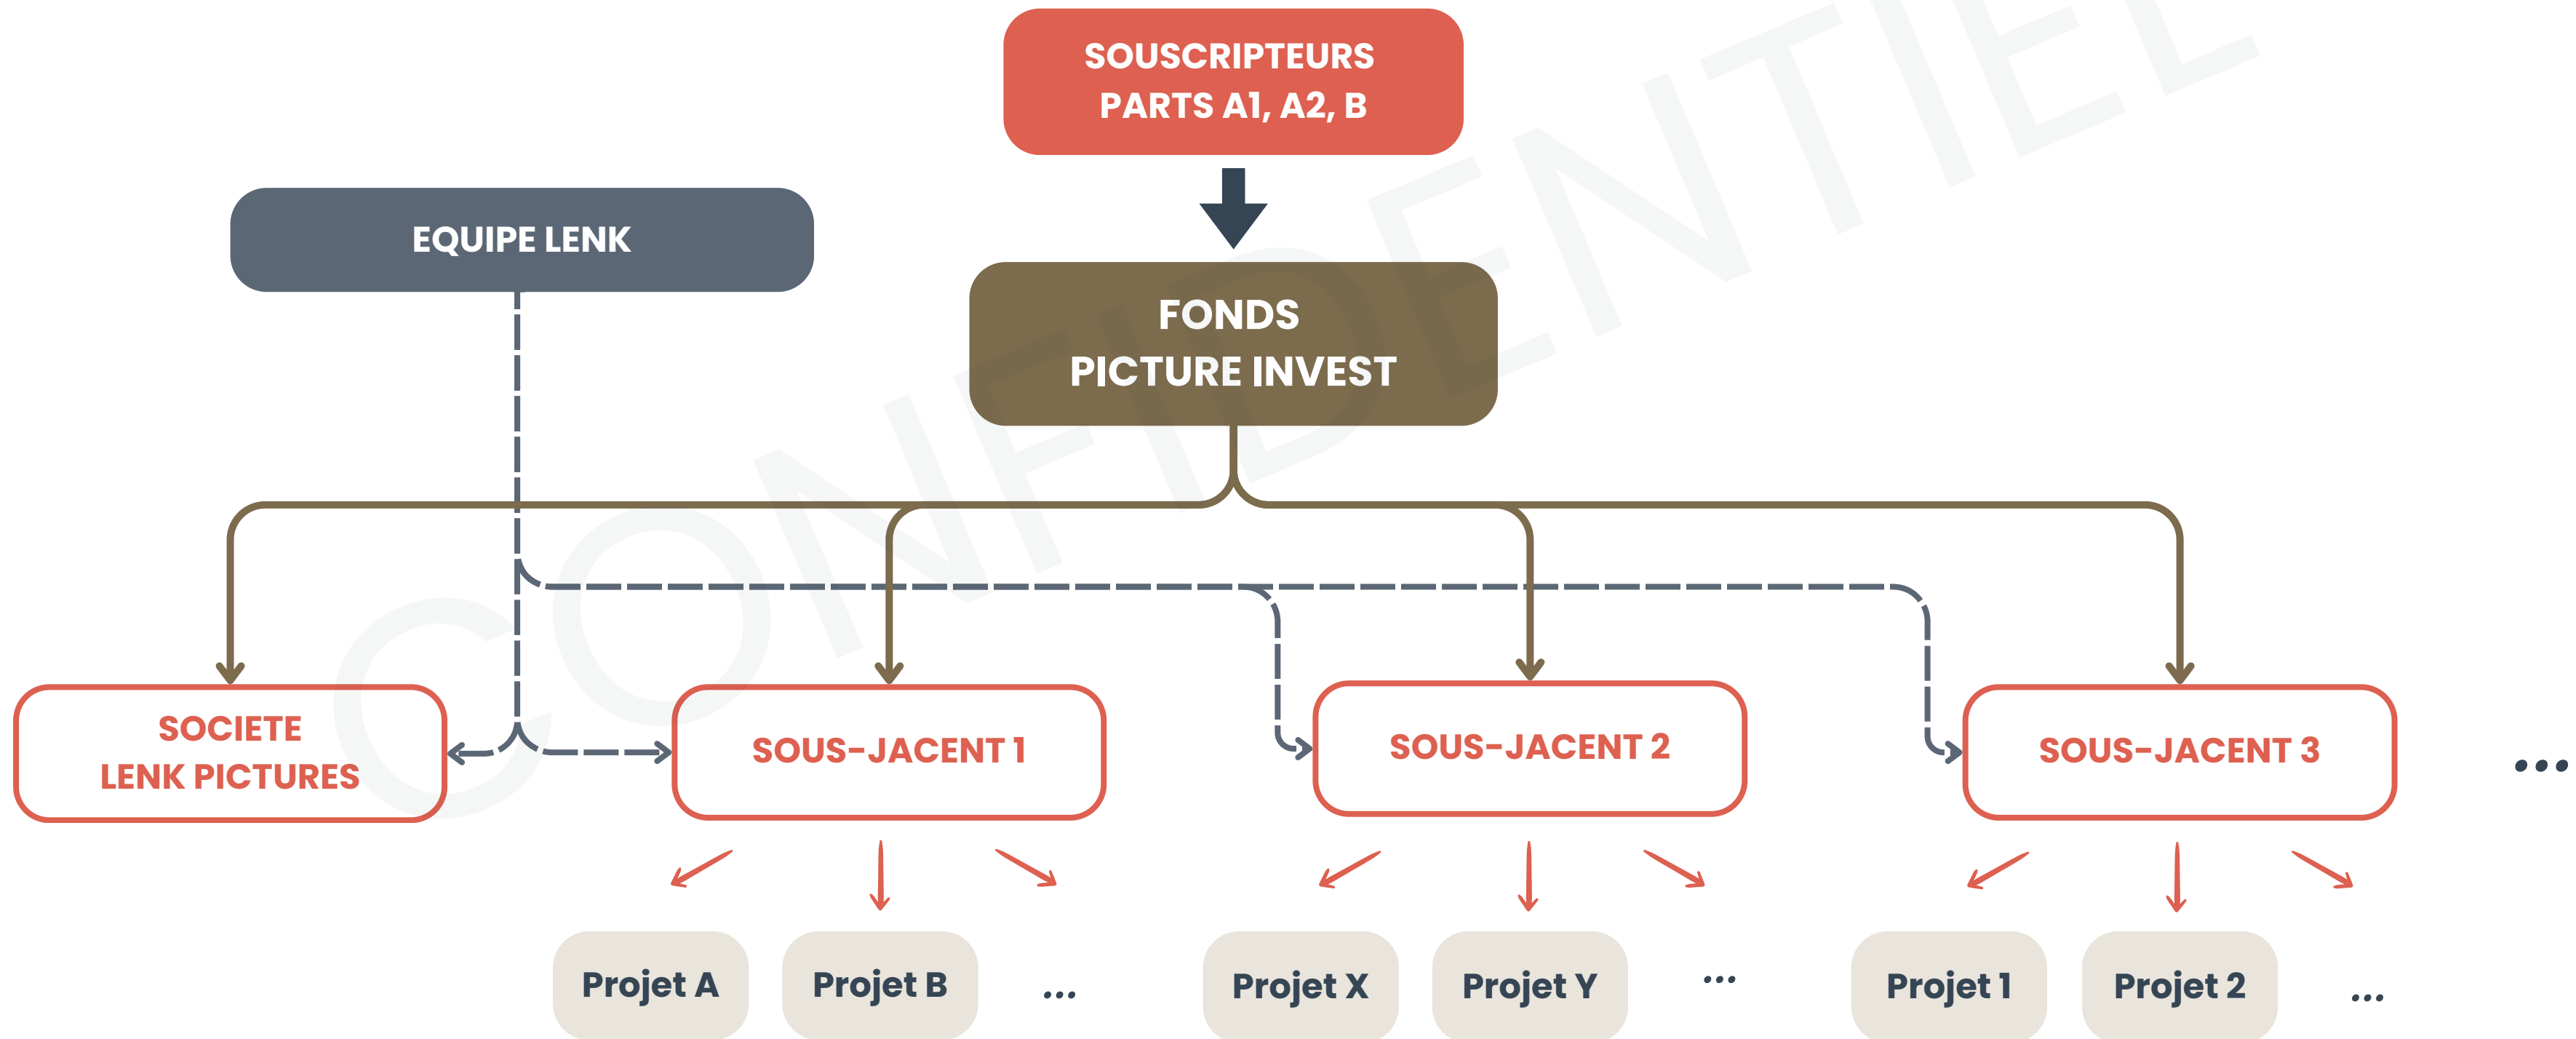 SOUSCRIPTEURS
PARTS A1, A2, B
EQUIPE LENK
FONDS
PICTURE INVEST
CONFIDENTIEL
SOCIETE
LENK PICTURES
SOUS-JACENT 1
SOUS-JACENT 2
SOUS-JACENT 3
...
Projet A
Projet B
...
Projet X
Projet Y
...
Projet 1
Projet 2
...